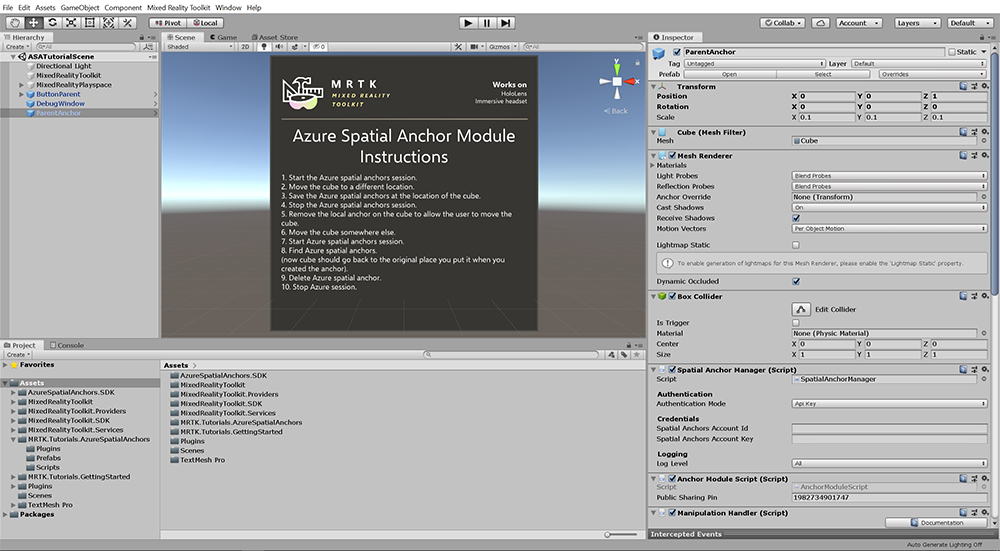 File Edit Assets GameObject Component Mixed Reality Toolkit Window Help
Pivot Local Collab Account Layers Default
Hierarchy
Create All
ASATutorialScene
Directional Light
MixedRealityToolkit
MixedRealityPlayspace
ButtonParent
DebugWindow
ParentAnchor
Scene Game Asset Store
Shaded 2D 0 Gizmos All
MRTK
MIXED REALITY
TOOLKIT
Works on
HoloLens
Immersive headset
Azure Spatial Anchor Module
Instructions
1. Start the Azure spatial anchors session.
2. Move the cube to a different location.
3. Save the Azure spatial anchors at the location of the cube.
4. Stop the Azure spatial anchors session.
5. Remove the local anchor on the cube to allow the user to move the
cube.
6. Move the cube somewhere else.
7. Start Azure spatial anchors session.
8. Find Azure spatial anchors.
(now cube should go back to the original place you put it when you
created the anchor).
9. Delete Azure spatial anchor.
10. Stop Azure session.
y
x
z
Back
Project Console
Create
Favorites
Assets
AzureSpatialAnchors.SDK
MixedRealityToolkit
MixedRealityToolkit.Providers
MixedRealityToolkit.SDK
MixedRealityToolkit.Services
MRTK.Tutorials.AzureSpatialAnchors
Plugins
Prefabs
Scripts
MRTK.Tutorials.GettingStarted
Plugins
Scenes
TextMesh Pro
Packages
Assets
AzureSpatialAnchors.SDK
MixedRealityToolkit
MixedRealityToolkit.Providers
MixedRealityToolkit.SDK
MixedRealityToolkit.Services
MRTK.Tutorials.AzureSpatialAnchors
MRTK.Tutorials.GettingStarted
Plugins
Scenes
TextMesh Pro
Inspector
ParentAnchor Static
Tag Untagged Layer Default
Prefab Open Select Overrides
Transform
Position X 0 Y 0 Z 1
Rotation X 0 Y 0 Z 0
Scale X 0.1 Y 0.1 Z 0.1
Cube (Mesh Filter)
Mesh Cube
Mesh Renderer
Materials
Light Probes Blend Probes
Reflection Probes Blend Probes
Anchor Override None (Transform)
Cast Shadows On
Receive Shadows
Motion Vectors Per Object Motion
Lightmap Static
To enable generation of lightmaps for this Mesh Renderer, please enable the 'Lightmap Static' property.
Dynamic Occluded
Box Collider
Edit Collider
Is Trigger
Material None (Physic Material)
Center X 0 Y 0 Z 0
Size X 1 Y 1 Z 1
Spatial Anchor Manager (Script)
Script SpatialAnchorManager
Authentication
Authentication Mode Api Key
Credentials
Spatial Anchors Account Id
Spatial Anchors Account Key
Logging
Log Level All
Anchor Module Script (Script)
Script AnchorModuleScript
Public Sharing Pin 1982734901747
Manipulation Handler (Script)
Documentation
Intercepted Events
Auto Generate Lighting Off